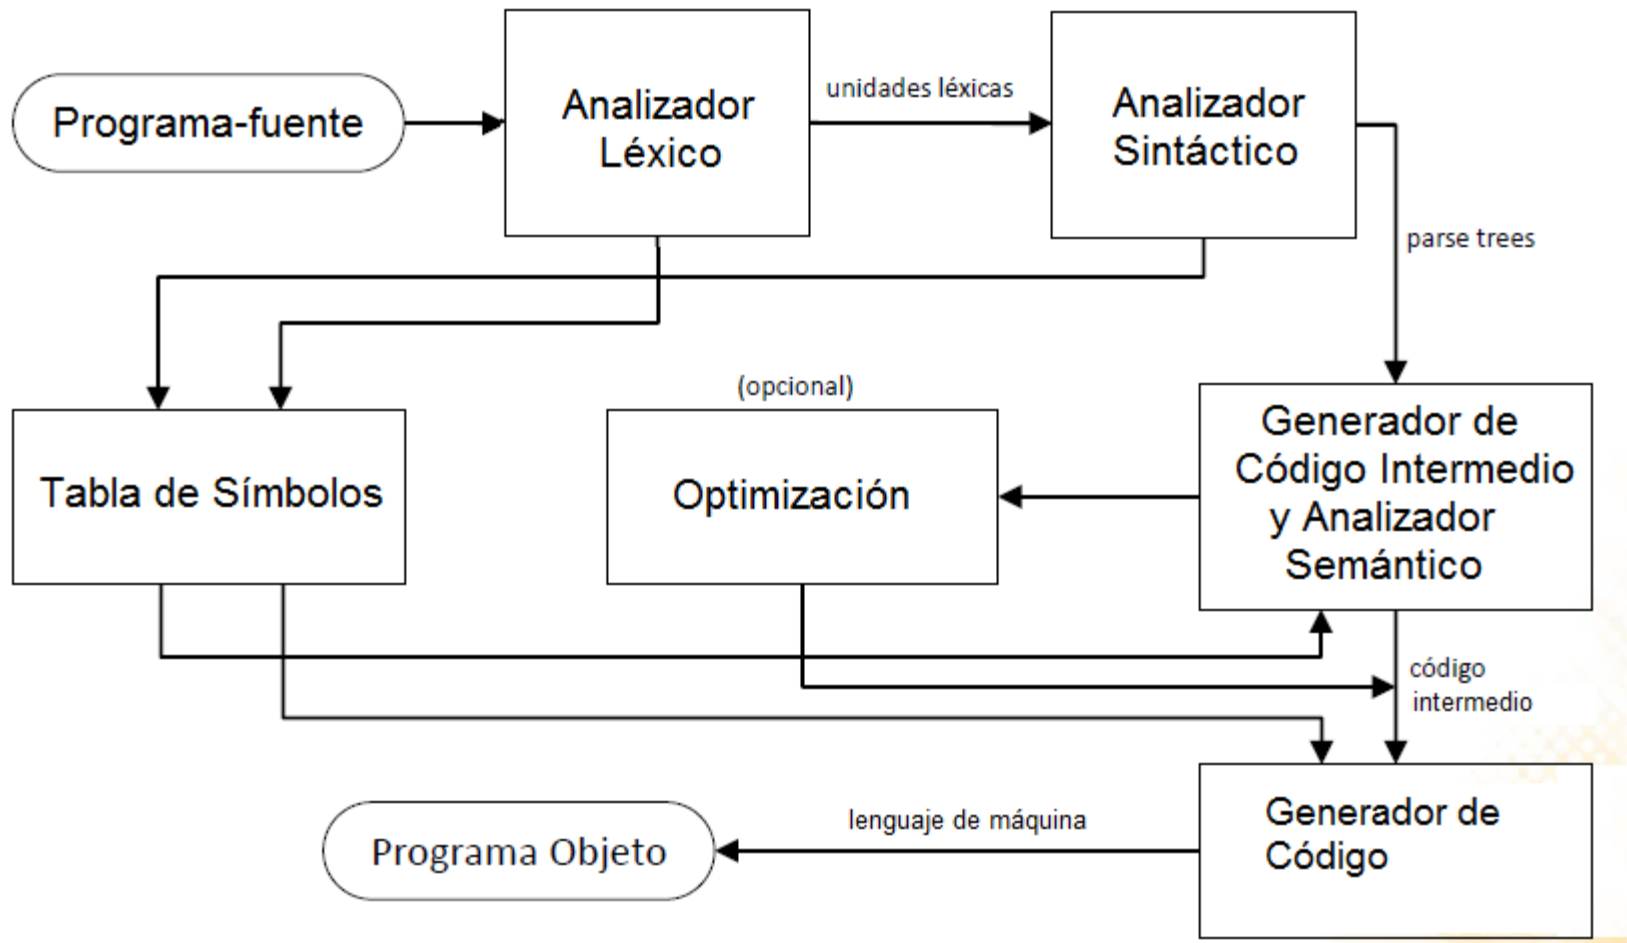 Programa-fuente
Analizador
Léxico
unidades léxicas
Analizador
Sintáctico
parse trees
Tabla de Símbolos
(opcional)
Optimización
Generador de
Código Intermedio
y Analizador
Semántico
código
intermedio
Programa Objeto
lenguaje de máquina
Generador de
Código